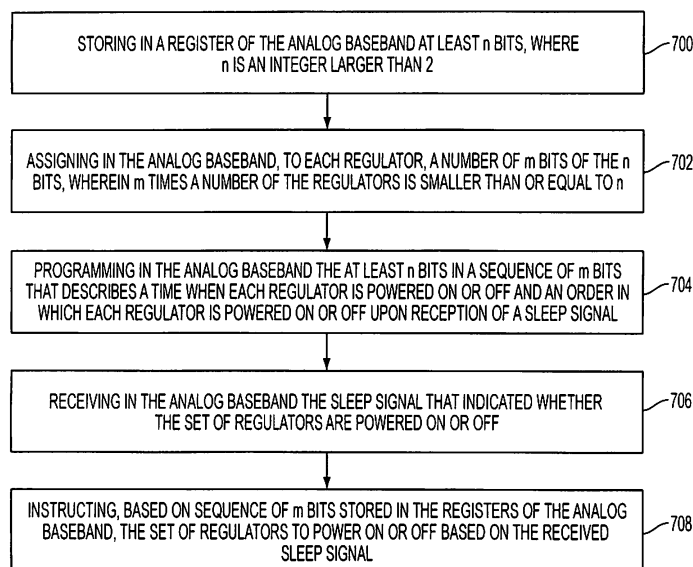 STORING IN A REGISTER OF THE ANALOG BASEBAND AT LEAST n BITS, WHERE
n IS AN INTEGER LARGER THAN 2
700
ASSIGNING IN THE ANALOG BASEBAND, TO EACH REGULATOR, A NUMBER OF m BITS OF THE n
BITS, WHEREIN m TIMES A NUMBER OF THE REGULATORS IS SMALLER THAN OR EQUAL TO n
702
PROGRAMMING IN THE ANALOG BASEBAND THE AT LEAST n BITS IN A SEQUENCE OF m BITS
THAT DESCRIBES A TIME WHEN EACH REGULATOR IS POWERED ON OR OFF AND AN ORDER IN
WHICH EACH REGULATOR IS POWERED ON OR OFF UPON RECEPTION OF A SLEEP SIGNAL
704
RECEIVING IN THE ANALOG BASEBAND THE SLEEP SIGNAL THAT INDICATED WHETHER
THE SET OF REGULATORS ARE POWERED ON OR OFF
706
INSTRUCTING, BASED ON SEQUENCE OF m BITS STORED IN THE REGISTERS OF THE ANALOG
BASEBAND, THE SET OF REGULATORS TO POWER ON OR OFF BASED ON THE RECEIVED
SLEEP SIGNAL
708